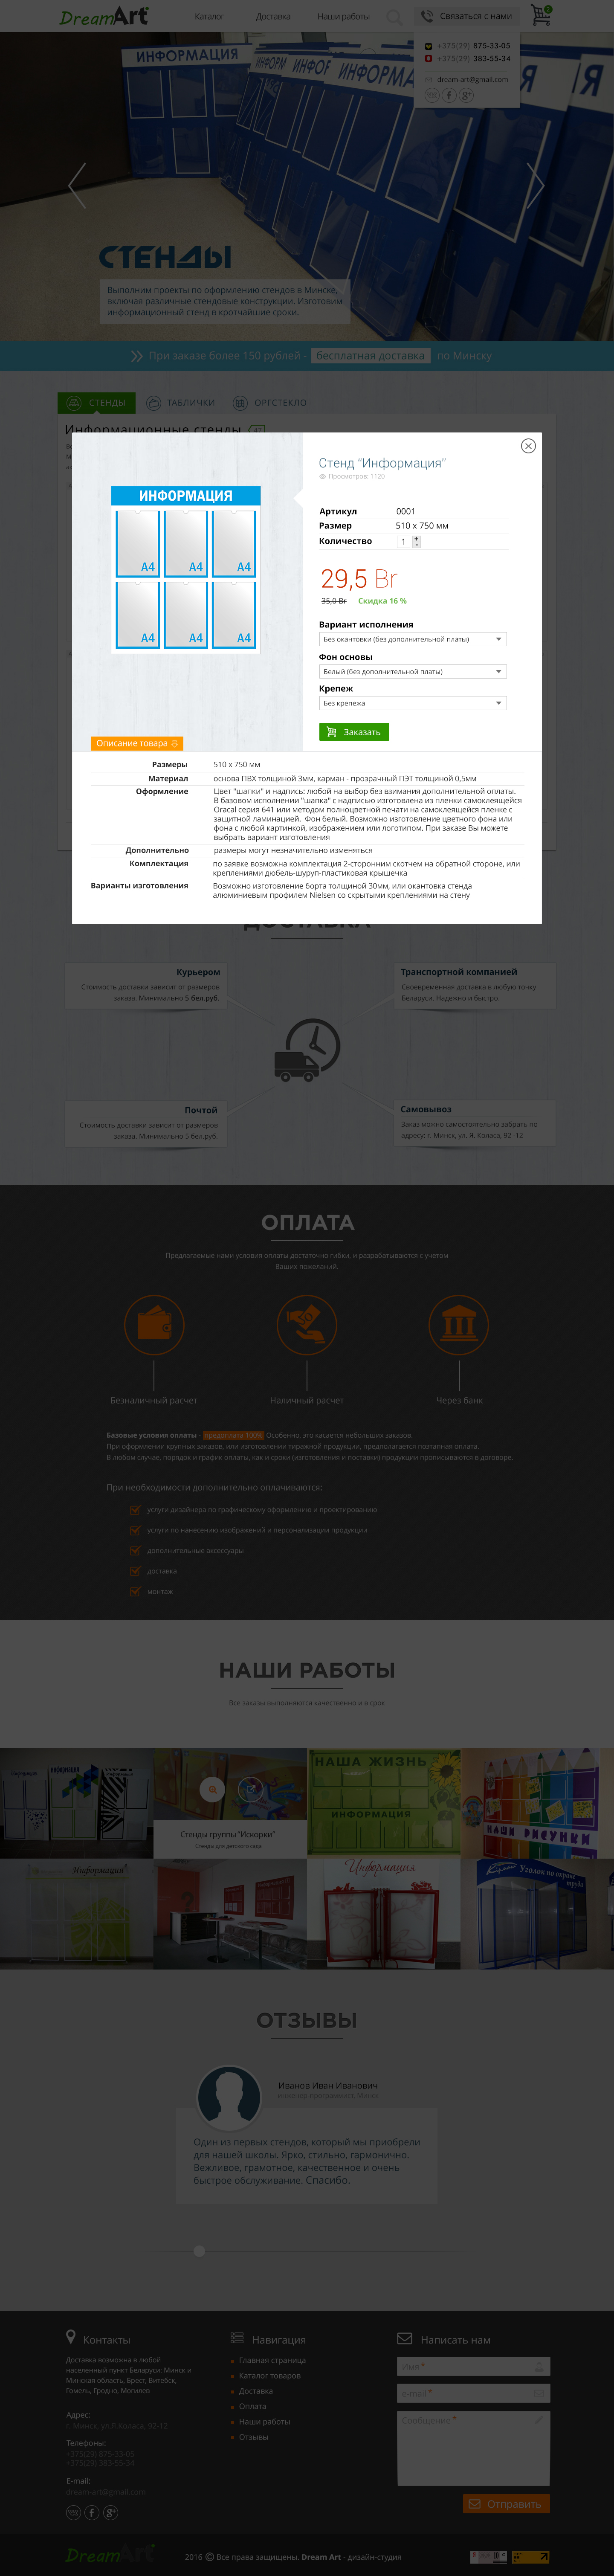 DreamArt
Каталог
Доставка
Наши работы
Связаться с нами
2
+375(29) 875-33-05
+375(29) 383-55-34
dream-art@gmail.com
ИНФОРМАЦИЯ
ИНФОРМАЦИЯ
СТЕНДЫ
Выполним проекты по оформлению стендов в Минске,
включая различные стендовые конструкции. Изготовим
информационный стенд в кротчайшие сроки.
При заказе более 150 рублей - бесплатная доставка по Минску
СТЕНДЫ
ТАБЛИЧКИ
ОРГСТЕКЛО
Информационные стенды
ИНФОРМАЦИЯ
А4
А4
А4
А4
А4
А4
Стенд "Информация"
Просмотров: 1120
Артикул 0001
Размер 510 x 750 мм
Количество 1 + -
29,5 Br
35,0 Br Скидка 16 %
Вариант исполнения
Без окантовки (без дополнительной платы)
Фон основы
Белый (без дополнительной платы)
Крепеж
Без крепежа
Заказать
Описание товара
Размеры 510 x 750 мм
Материал основа ПВХ толщиной 3мм, карман - прозрачный ПЭТ толщиной 0,5мм
Оформление Цвет "шапки" и надпись: любой на выбор без взимания дополнительной оплаты.
В базовом исполнении "шапка" с надписью изготовлена из пленки самоклеящейся
Oracal серия 641 или методом полноцветной печати на самоклеящейся пленке с
защитной ламинацией. Фон белый. Возможно изготовление цветного фона или
фона с любой картинкой, изображением или логотипом. При заказе Вы можете
выбрать вариант изготовления
Дополнительно размеры могут незначительно изменяться
Комплектация по заявке возможна комплектация 2-сторонним скотчем на обратной стороне, или
креплениями дюбель-шуруп-пластиковая крышечка
Варианты изготовления Возможно изготовление борта толщиной 30мм, или окантовка стенда
алюминиевым профилем Nielsen со скрытыми креплениями на стену
ДОСТАВКА
Курьером
Стоимость доставки зависит от размеров
заказа. Минимально 5 бел.руб.
Транспортной компанией
Своевременная доставка в любую точку
Беларуси. Надежно и быстро.
Почтой
Стоимость доставки зависит от размеров
заказа. Минимально 5 бел.руб.
Самовывоз
Заказ можно самостоятельно забрать по
адресу: г. Минск, ул. Я. Коласа, 92 -12
ОПЛАТА
Предлагаемые нами условия оплаты достаточно гибки, и разрабатываются с учетом
Ваших пожеланий.
Безналичный расчет
Наличный расчет
Через банк
Базовые условия оплаты - предоплата 100% Особенно, это касается небольших заказов.
При оформлении крупных заказов, или изготовлении тиражной продукции, предполагается поэтапная оплата.
В любом случае, порядок и график оплаты, как и сроки (изготовления и поставки) продукции прописываются в договоре.
При необходимости дополнительно оплачиваются:
услуги дизайнера по графическому оформлению и проектированию
услуги по нанесению изображений и персонализации продукции
дополнительные аксессуары
доставка
монтаж
НАШИ РАБОТЫ
Все заказы выполняются качественно и в срок
Информация
Стенды группы "Искорки"
Стенды для детского сада
НАША ЖИЗНЬ
ИНФОРМАЦИЯ
НАШИ РИСУНКИ
Информация
Информация
Уголок по охране
труда
ОТЗЫВЫ
Иванов Иван Иванович
Один из первых стендов, который мы приобрели
для нашей школы. Ярко, стильно, гармонично.
Вежливое, грамотное, качественное и очень
быстрое обслуживание. Спасибо.
Контакты
Доставка возможна в любой
населенный пункт Беларуси: Минск и
Минская область, Брест, Витебск,
Гомель, Гродно, Могилев
Адрес:
г. Минск, ул.Я.Коласа, 92-12
Телефоны:
+375(29) 875-33-05
+375(29) 383-55-34
E-mail:
dream-art@gmail.com
Навигация
Главная страница
Каталог товаров
Доставка
Оплата
Наши работы
Отзывы
Написать нам
Имя *
e-mail *
Сообщение *
Отправить
DreamArt
2016 © Все права защищены. Dream Art - дизайн-студия